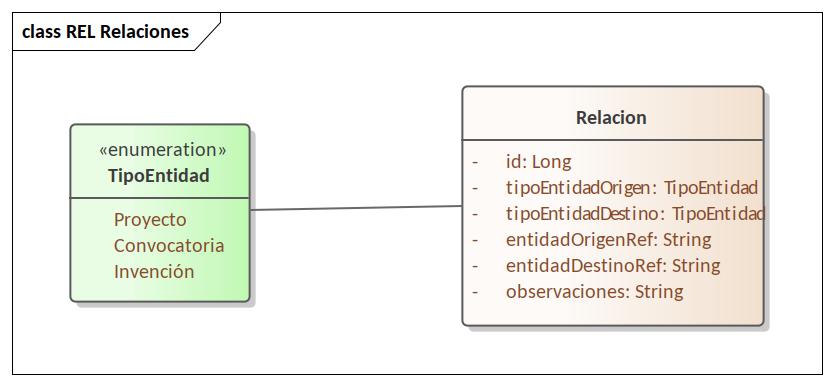 class REL Relaciones
«enumeration»
TipoEntidad
Proyecto
Convocatoria
Invención
Relacion
- id: Long
- tipoEntidadOrigen: TipoEntidad
- tipoEntidadDestino: TipoEntidad
- entidadOrigenRef: String
- entidadDestinoRef: String
- observaciones: String